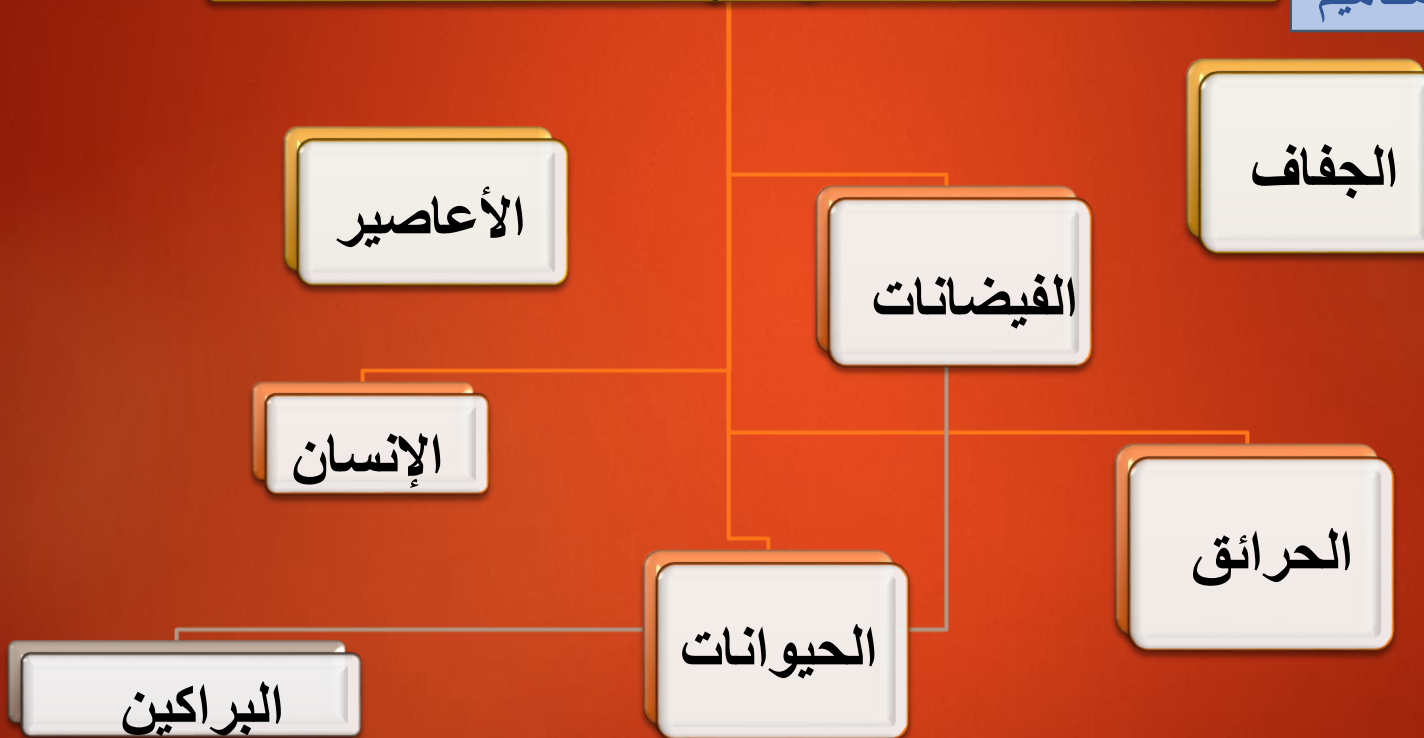 الجفاف
الأعاصير
الفيضانات
الإنسان
الحرائق
الحيوانات
البراكين